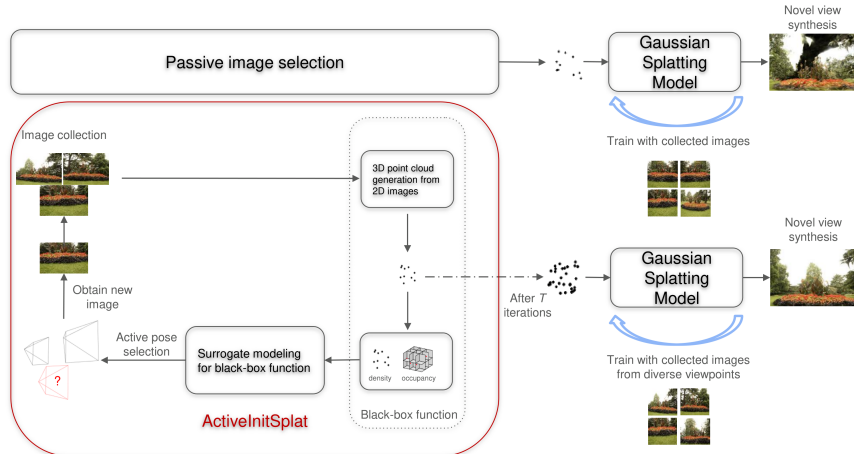 Novel view
synthesis
Passive image selection
Gaussian
Splatting
Model
Train with collected images
Image collection
3D point cloud
generation from
2D images
Obtain new
image
Active pose
selection
?
Surrogate modeling
for black-box function
density
occupancy
Black-box function
ActiveInitSplat
After T
iterations
Gaussian
Splatting
Model
Novel view
synthesis
Train with collected images
from diverse viewpoints